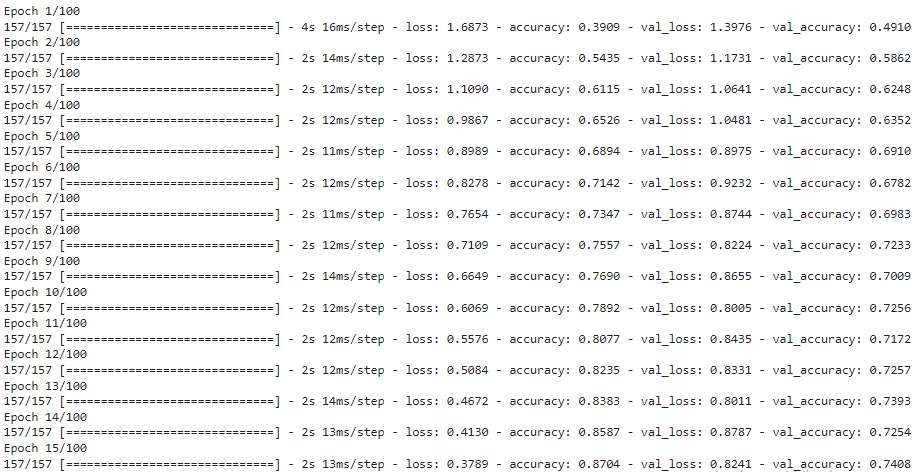 Epoch 1/100
157/157 [==============================] - 4s 16ms/step - loss: 1.6873 - accuracy: 0.3909 - val_loss: 1.3976 - val_accuracy: 0.4910
Epoch 2/100
157/157 [==============================] - 2s 14ms/step - loss: 1.2873 - accuracy: 0.5435 - val_loss: 1.1731 - val_accuracy: 0.5862
Epoch 3/100
157/157 [==============================] - 2s 12ms/step - loss: 1.1090 - accuracy: 0.6115 - val_loss: 1.0641 - val_accuracy: 0.6248
Epoch 4/100
157/157 [==============================] - 2s 12ms/step - loss: 0.9867 - accuracy: 0.6526 - val_loss: 1.0481 - val_accuracy: 0.6352
Epoch 5/100
157/157 [==============================] - 2s 11ms/step - loss: 0.8989 - accuracy: 0.6894 - val_loss: 0.8975 - val_accuracy: 0.6910
Epoch 6/100
157/157 [==============================] - 2s 12ms/step - loss: 0.8278 - accuracy: 0.7142 - val_loss: 0.9232 - val_accuracy: 0.6782
Epoch 7/100
157/157 [==============================] - 2s 11ms/step - loss: 0.7654 - accuracy: 0.7347 - val_loss: 0.8744 - val_accuracy: 0.6983
Epoch 8/100
157/157 [==============================] - 2s 12ms/step - loss: 0.7109 - accuracy: 0.7557 - val_loss: 0.8224 - val_accuracy: 0.7233
Epoch 9/100
157/157 [==============================] - 2s 14ms/step - loss: 0.6649 - accuracy: 0.7690 - val_loss: 0.8655 - val_accuracy: 0.7009
Epoch 10/100
157/157 [==============================] - 2s 12ms/step - loss: 0.6069 - accuracy: 0.7892 - val_loss: 0.8005 - val_accuracy: 0.7256
Epoch 11/100
157/157 [==============================] - 2s 12ms/step - loss: 0.5576 - accuracy: 0.8077 - val_loss: 0.8435 - val_accuracy: 0.7172
Epoch 12/100
157/157 [==============================] - 2s 12ms/step - loss: 0.5084 - accuracy: 0.8235 - val_loss: 0.8331 - val_accuracy: 0.7257
Epoch 13/100
157/157 [==============================] - 2s 14ms/step - loss: 0.4672 - accuracy: 0.8383 - val_loss: 0.8011 - val_accuracy: 0.7393
Epoch 14/100
157/157 [==============================] - 2s 13ms/step - loss: 0.4130 - accuracy: 0.8587 - val_loss: 0.8787 - val_accuracy: 0.7254
Epoch 15/100
157/157 [==============================] - 2s 13ms/step - loss: 0.3789 - accuracy: 0.8704 - val_loss: 0.8241 - val_accuracy: 0.7408